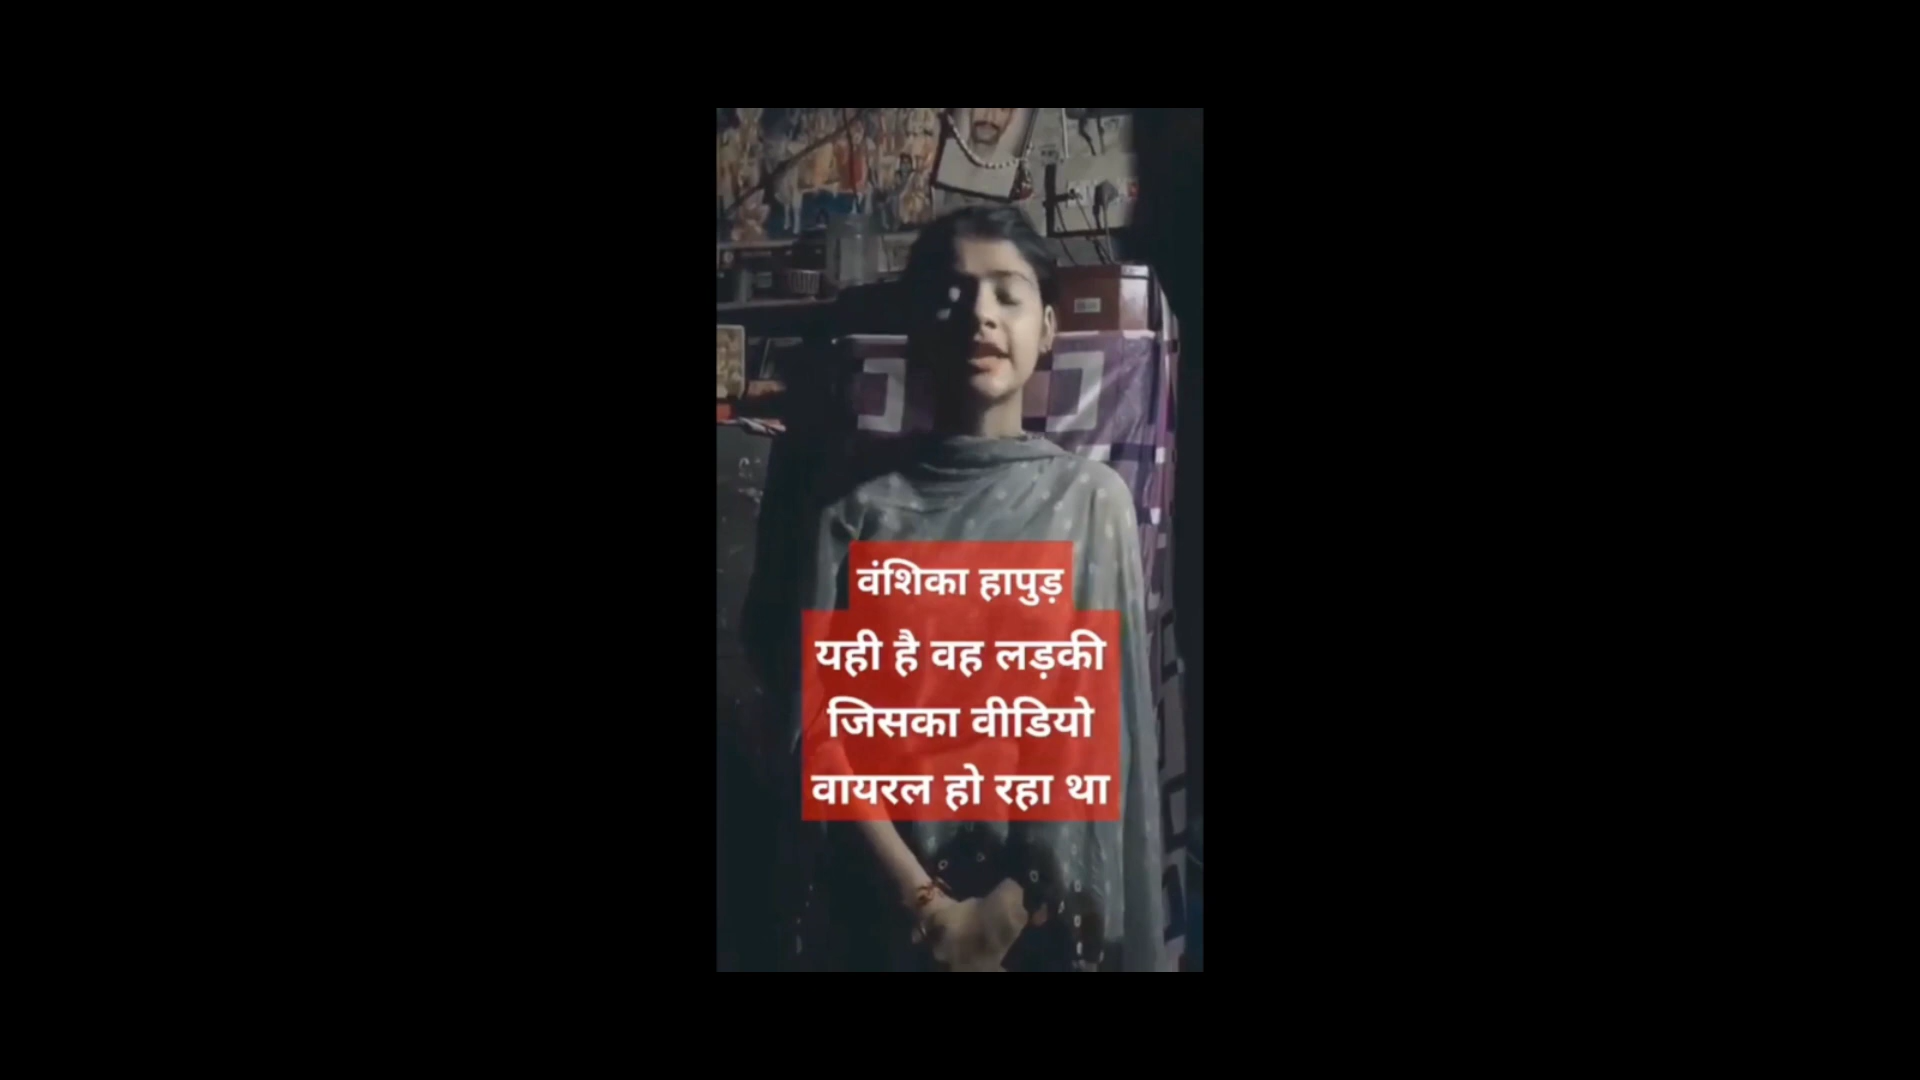 वंशिका हापुड़
यही है वह लड़की
जिसका वीडियो
वायरल हो रहा था